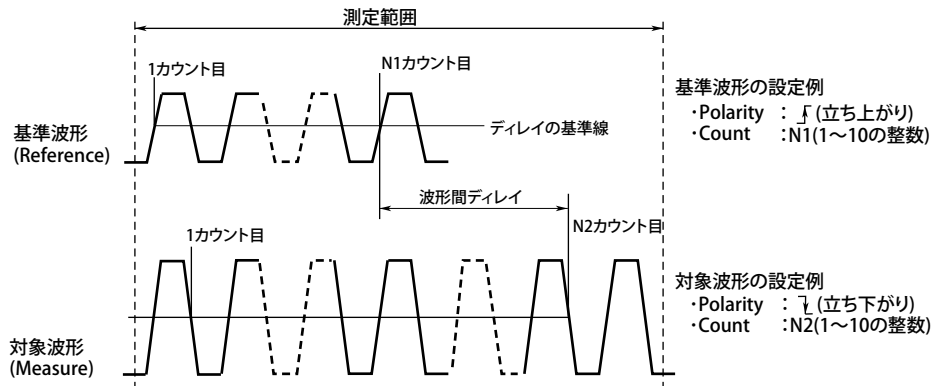 測定範囲
1カウント目
N1カウント目
基準波形
(Reference)
ディレイの基準線
基準波形の設定例
・Polarity : (立ち上がり)
・Count :N1(1～10の整数)
波形間ディレイ
1カウント目
N2カウント目
対象波形
(Measure)
対象波形の設定例
・Polarity : (立ち下がり)
・Count :N2(1～10の整数)